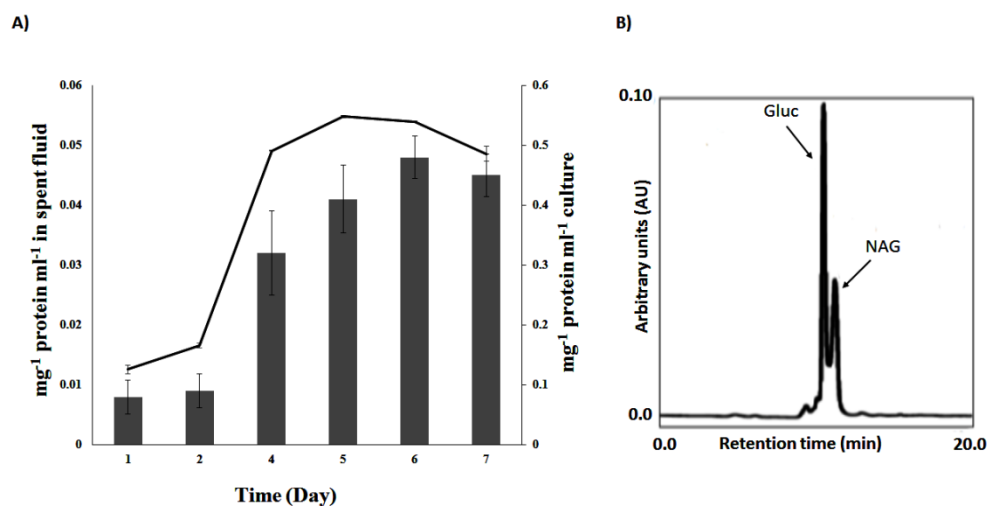 A)
0.06
0.05
0.04
0.03
0.02
0.01
0
mg⁻¹ protein ml⁻¹ in spent fluid
0.6
0.5
0.4
0.3
0.2
0.1
0
mg⁻¹ protein ml⁻¹ culture
1 2 4 5 6 7
Time (Day)
B)
0.10
Gluc
NAG
Arbitrary units (AU)
0.0
0.0 Retention time (min) 20.0